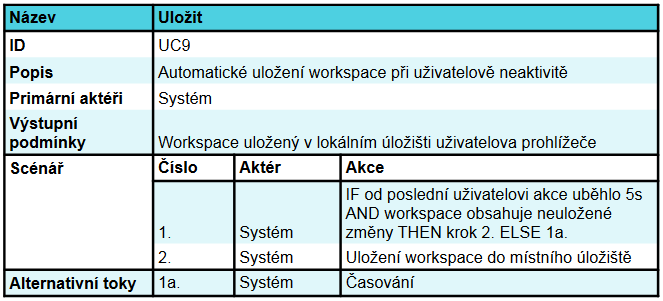 Název Uložit
ID UC9
Popis Automatické uložení workspace při uživatelově neaktivitě
Primární aktéři Systém
Výstupní
podmínky Workspace uložený v lokálním úložišti uživatelova prohlížeče
Scénář Číslo Aktér Akce
IF od poslední uživatelovi akce uběhlo 5s
AND workspace obsahuje neuložené
1. Systém změny THEN krok 2. ELSE 1a.
2. Systém Uložení workspace do místního úložiště
Alternativní toky 1a. Systém Časování